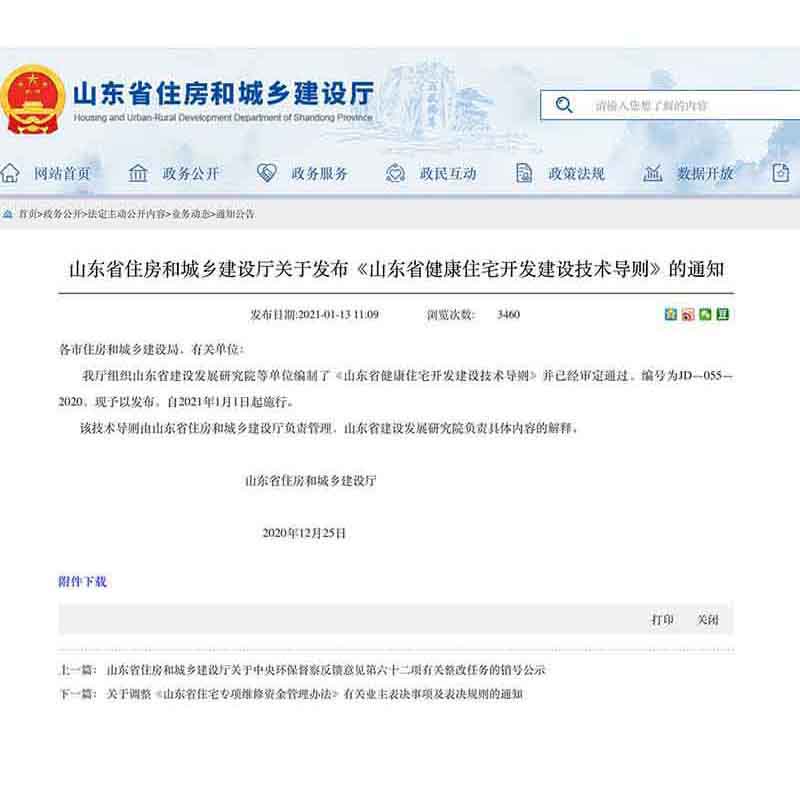 山东省住房和城乡建设厅
Housing and Urban-Rural Development Department of Shandong Province
请输入您想了解的内容
网站首页 政务公开 政务服务 政民互动 政策法规 数据开放
首页>政务公开>法定主动公开内容>业务动态>通知公告
山东省住房和城乡建设厅关于发布《山东省健康住宅开发建设技术导则》的通知
发布日期:2021-01-13 11:09 浏览次数: 3460
各市住房和城乡建设局、有关单位:
我厅组织山东省建设发展研究院等单位编制了《山东省健康住宅开发建设技术导则》并已经审定通过，编号为JD—055—
2020，现予以发布，自2021年1月1日起施行。
该技术导则由山东省住房和城乡建设厅负责管理，山东省建设发展研究院负责具体内容的解释。
山东省住房和城乡建设厅
2020年12月25日
附件下载
打印 关闭
上一篇: 山东省住房和城乡建设厅关于中央环保督察反馈意见第六十二项有关整改任务的销号公示
下一篇: 关于调整《山东省住宅专项维修资金管理办法》有关业主表决事项及表决规则的通知